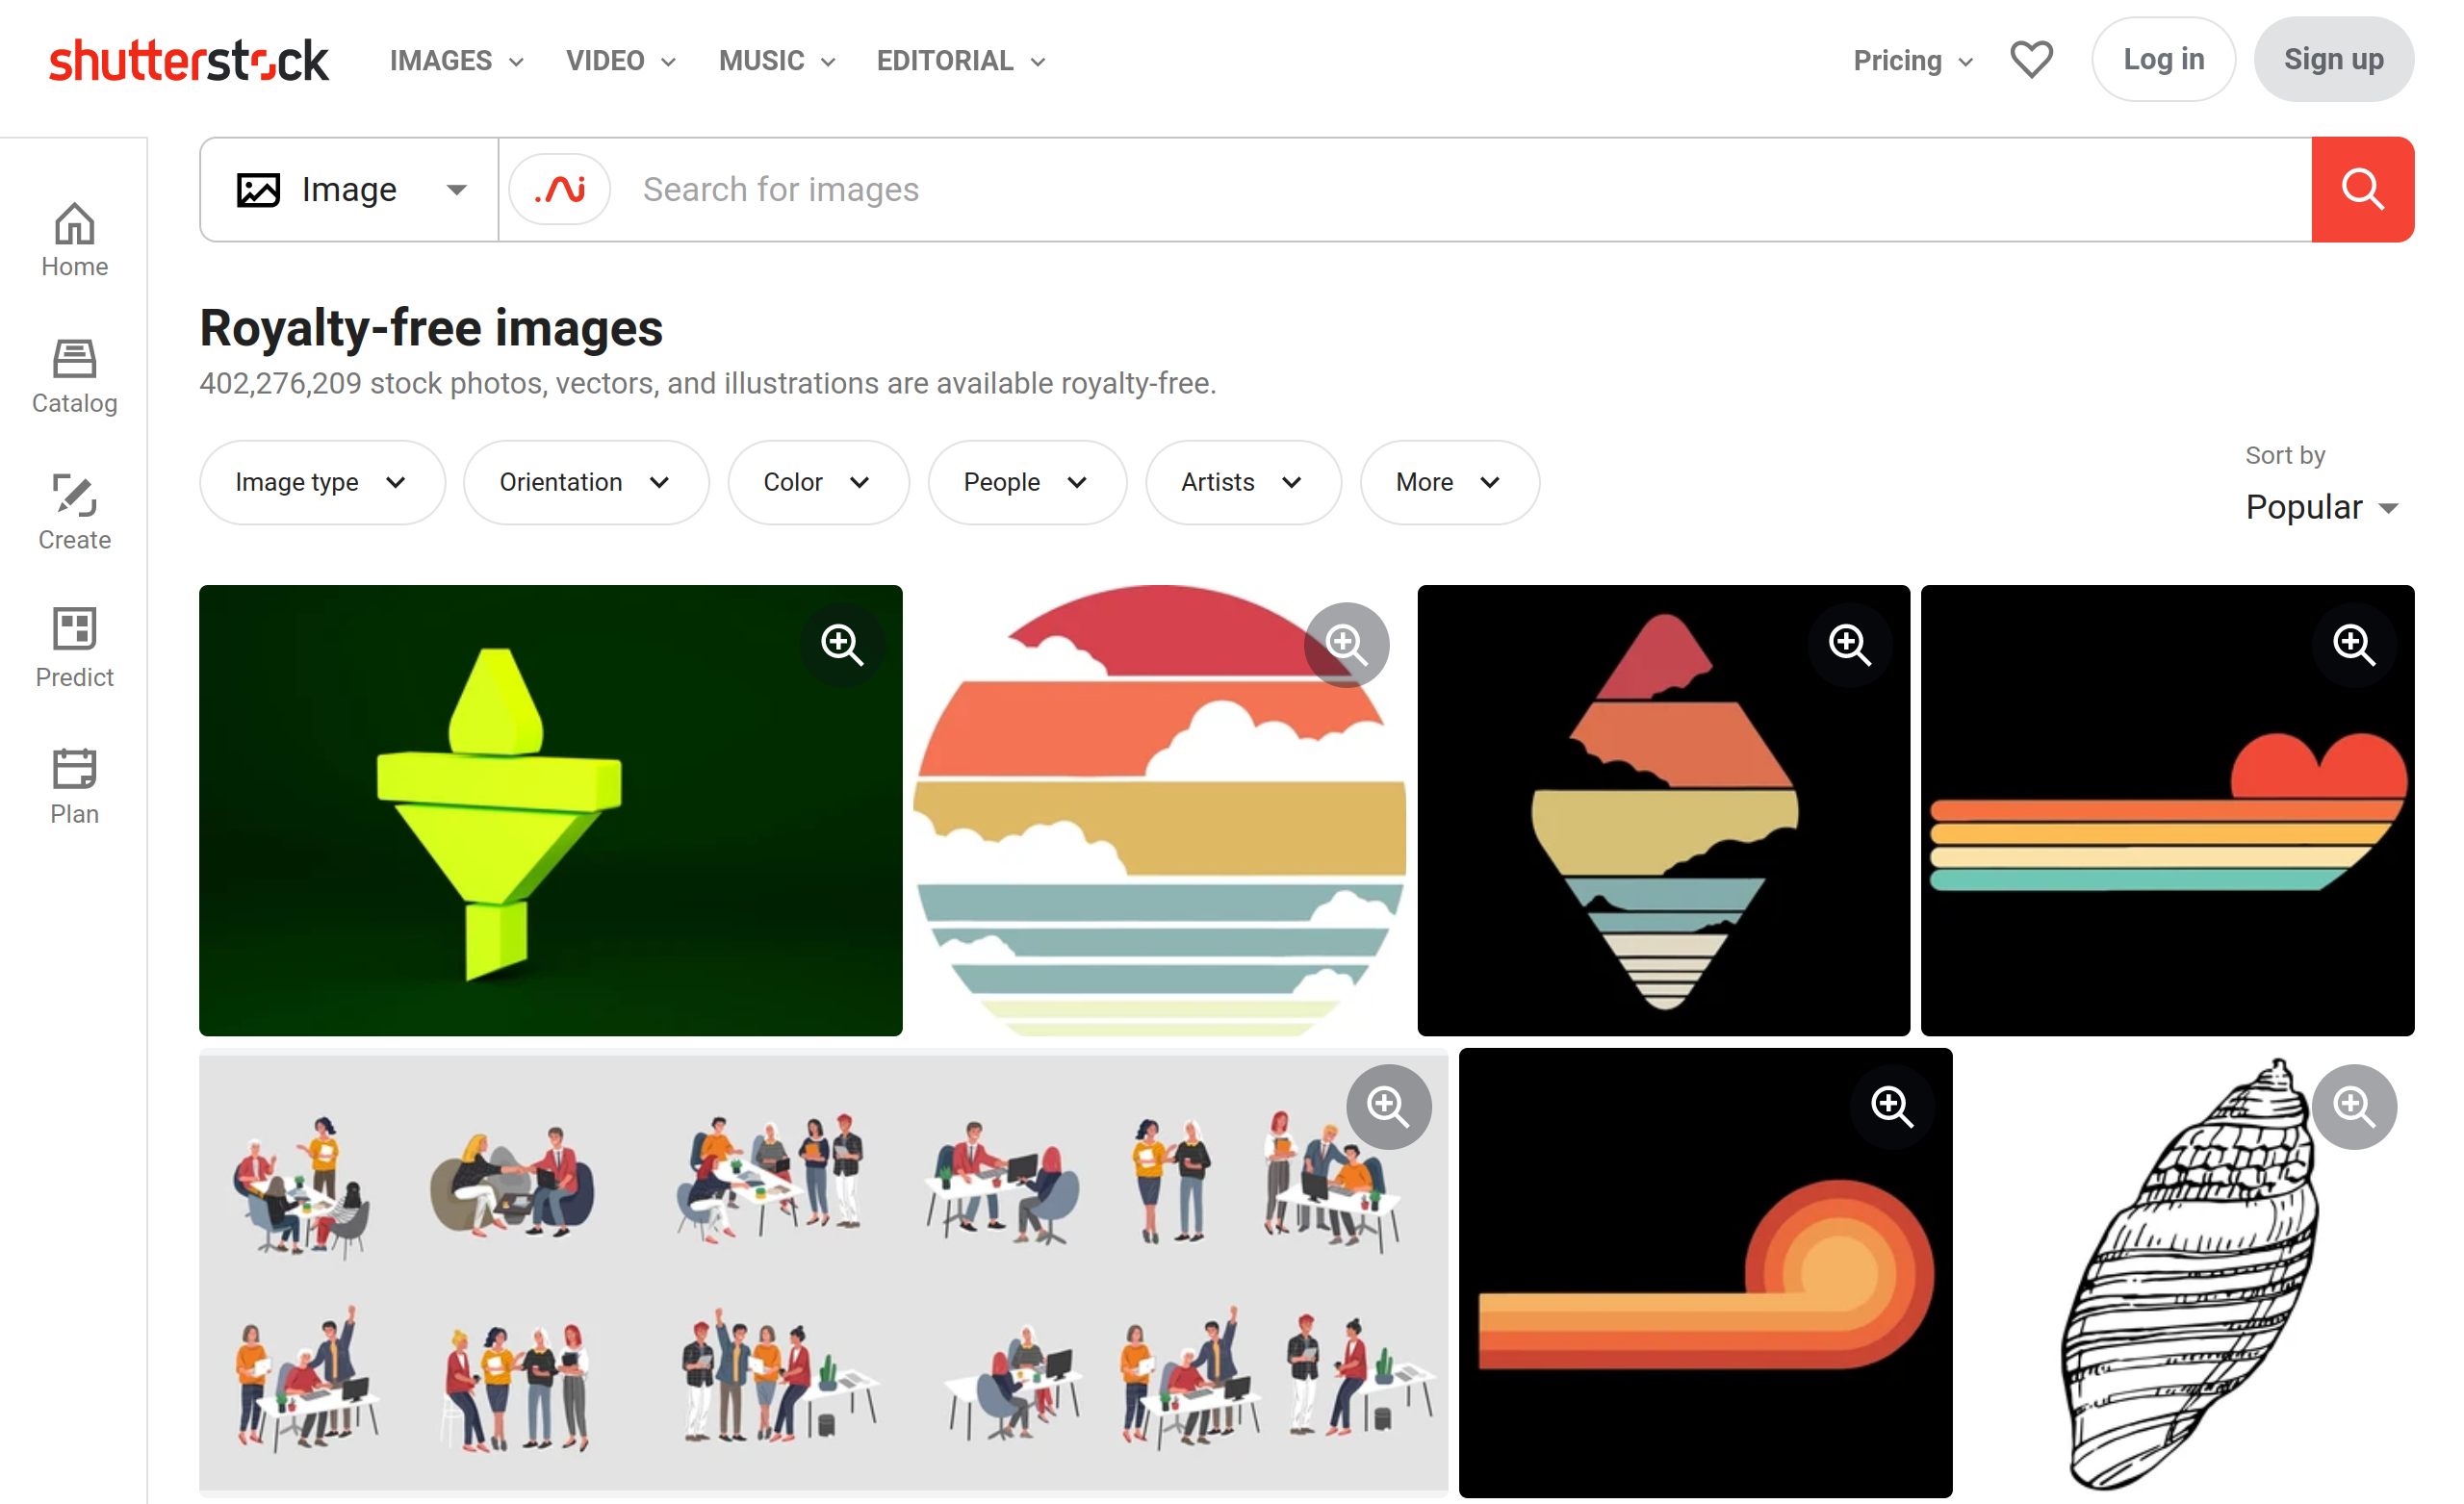 shutterstock IMAGES VIDEO MUSIC EDITORIAL Pricing Log in Sign up
Image Search for images
Home
Catalog
Create
Predict
Plan
Royalty-free images
402,276,209 stock photos, vectors, and illustrations are available royalty-free.
Image type Orientation Color People Artists More
Sort by
Popular